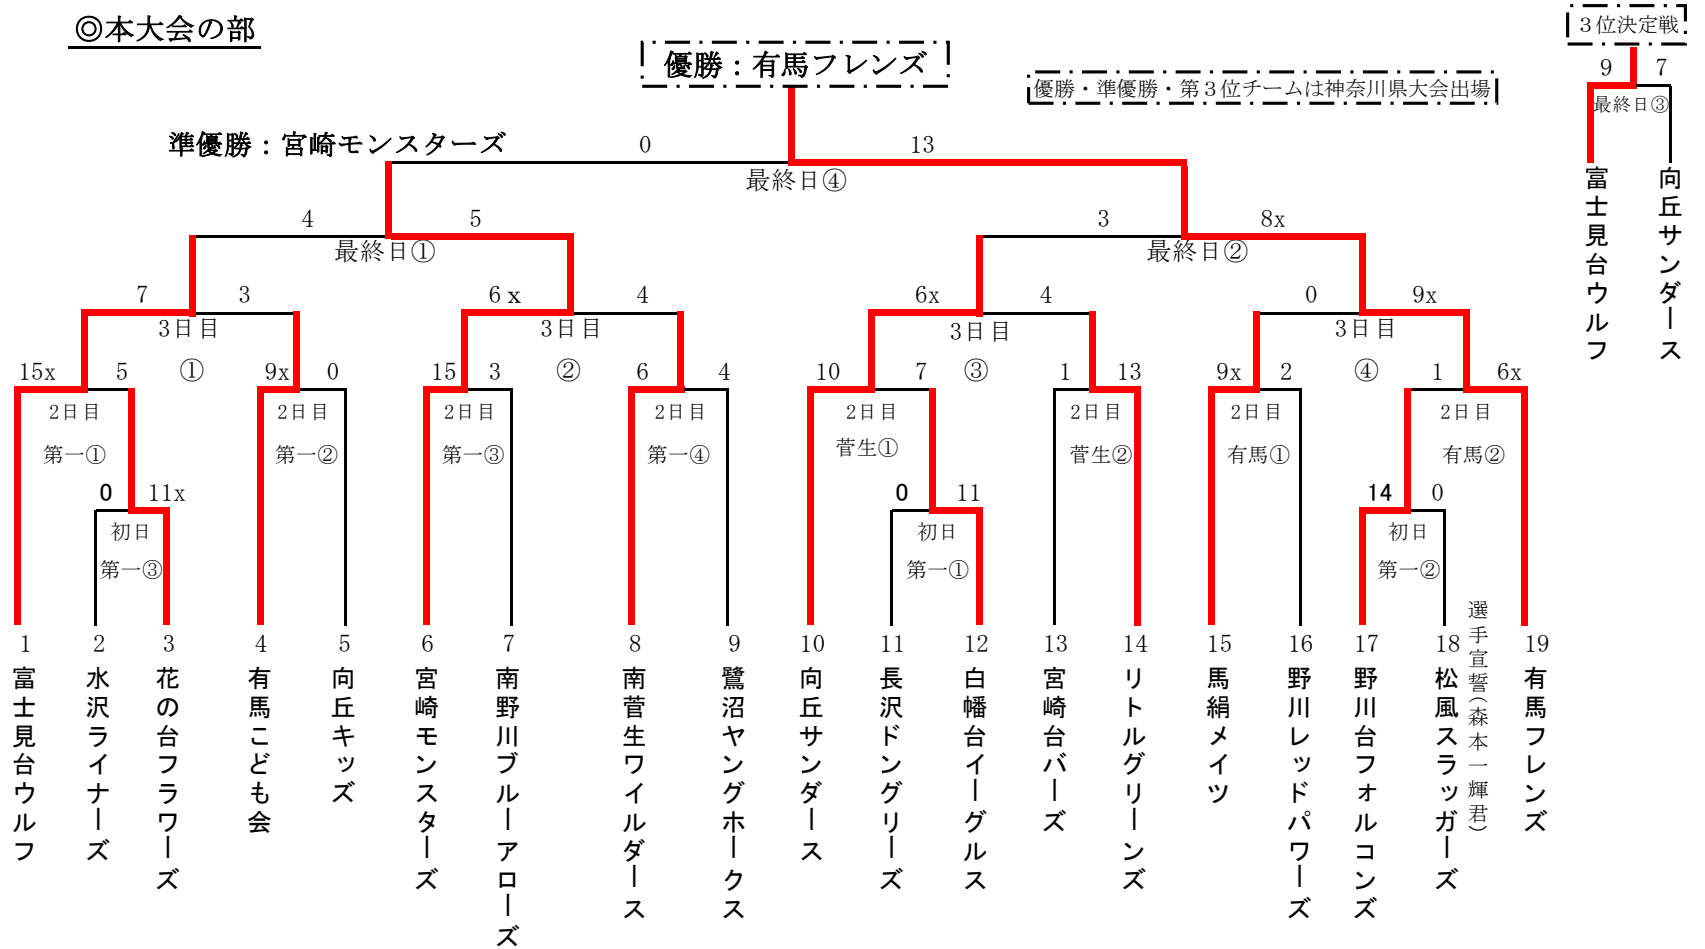 ◎本大会の部
3位決定戦
優勝：有馬フレンズ
9 7
優勝・準優勝・第3位チームは神奈川県大会出場
最終日③
準優勝：宮崎モンスターズ
0 13
最終日④
富士見台ウルフ
向丘サンダース
4 5
3 8x
最終日①
最終日②
7 3
6x 4
6x 4
0 9x
3日目
3日目
3日目
3日目
①
②
③
④
15x 5
9x 0
15 3
6 4
10 7
1 13
9x 2
1 6x
2日目
2日目
2日目
2日目
2日目
2日目
2日目
2日目
第一①
第一②
第一③
第一④
菅生①
菅生②
有馬①
有馬②
0 11x
0 11
14 0
初日
初日
初日
第一③
第一①
第一②
1
富士見台ウルフ
2
水沢ライナーズ
3
花の台フラワーズ
4
有馬こども会
5
向丘キッズ
6
宮崎モンスターズ
7
南野川ブルーアローズ
8
南菅生ワイルダース
9
鷺沼ヤングホークス
10
向丘サンダース
11
長沢ドングリーズ
12
白幡台イーグルス
13
宮崎台バーズ
14
リトルグリーンズ
15
馬絹メイツ
16
野川レッドパワーズ
17
野川台フォルコンズ
18
松風スラッガーズ
選手宣誓(森本一輝君)
19
有馬フレンズ